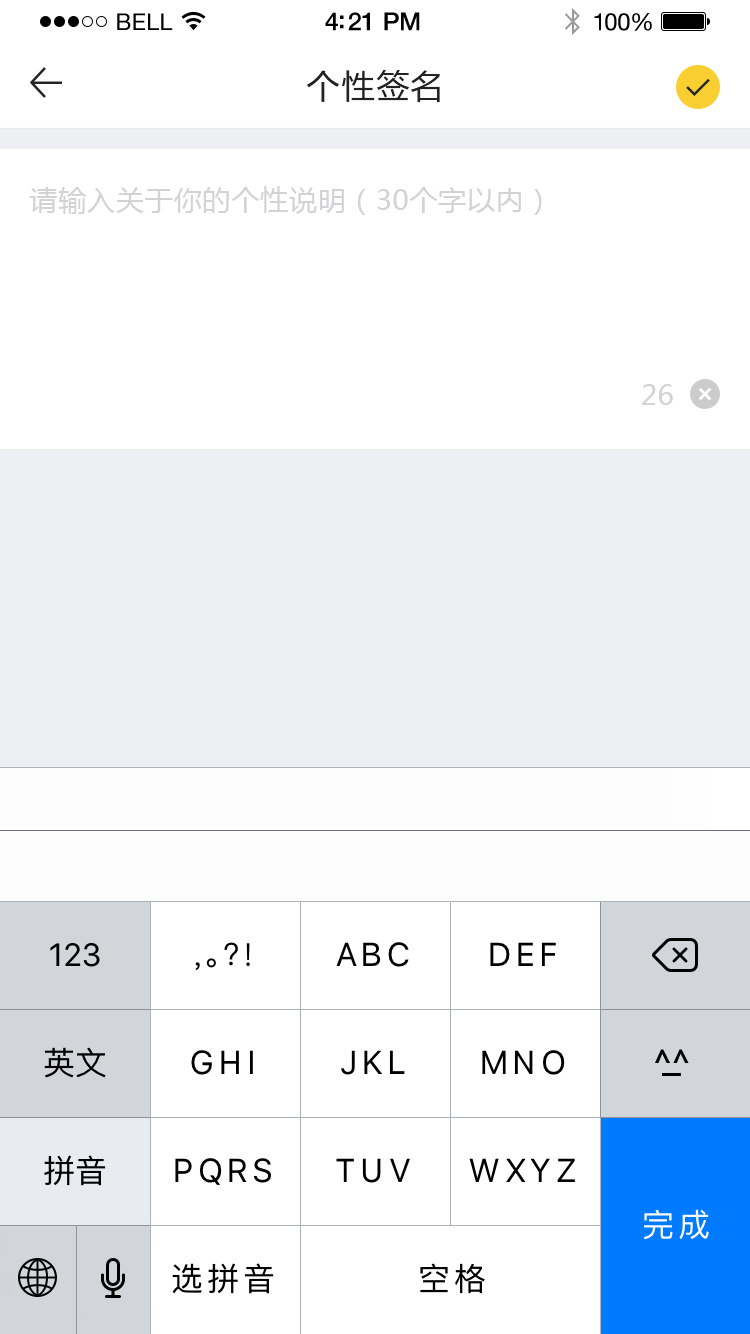 BELL 4:21 PM 100%
个性签名
请输入关于你的个性说明（30个字以内）
26
123 ,。?! ABC DEF
英文 GHI JKL MNO ^_^
拼音 PQRS TUV WXYZ
完成
选拼音 空格